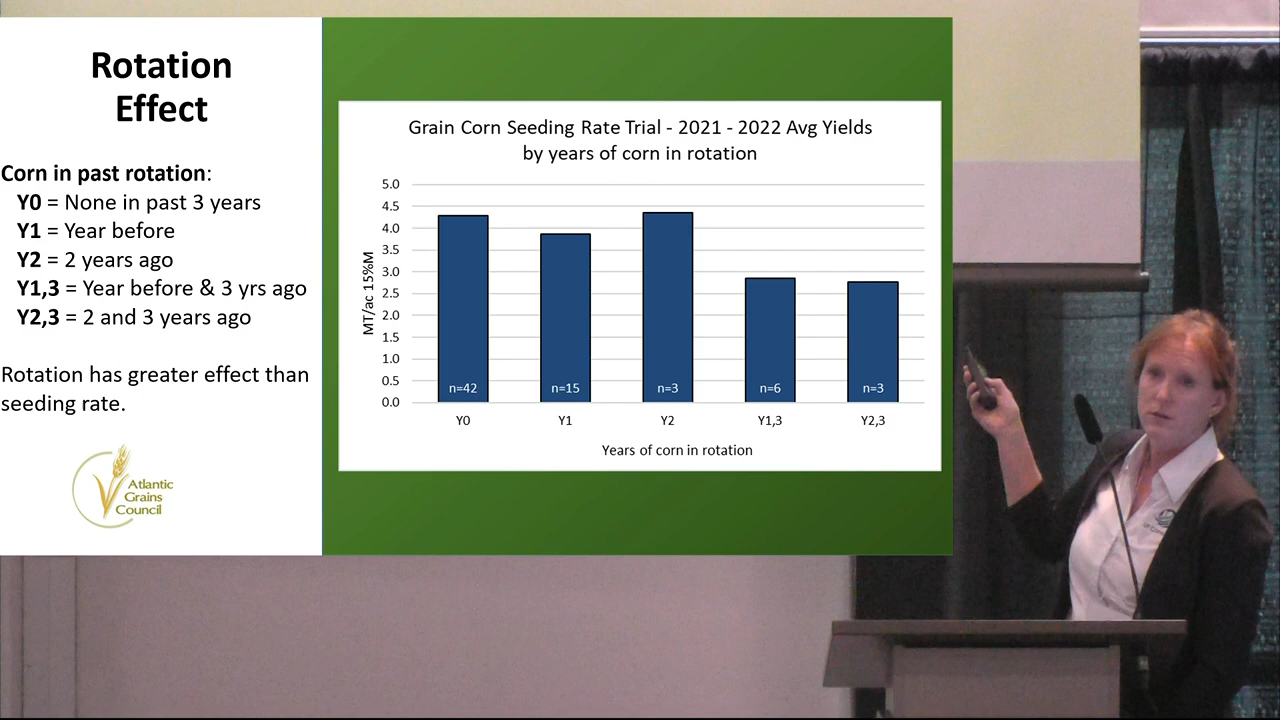 Rotation
Effect
Corn in past rotation:
Y0 = None in past 3 years
Y1 = Year before
Y2 = 2 years ago
Y1,3 = Year before & 3 yrs ago
Y2,3 = 2 and 3 years ago
Rotation has greater effect than
seeding rate.
Atlantic
Grains
Council
Grain Corn Seeding Rate Trial - 2021 - 2022 Avg Yields
by years of corn in rotation
MT/ac 15%M
5.0
4.5
4.0
3.5
3.0
2.5
2.0
1.5
1.0
0.5
0.0
n=42
n=15
n=3
n=6
n=3
Y0
Y1
Y2
Y1,3
Y2,3
Years of corn in rotation